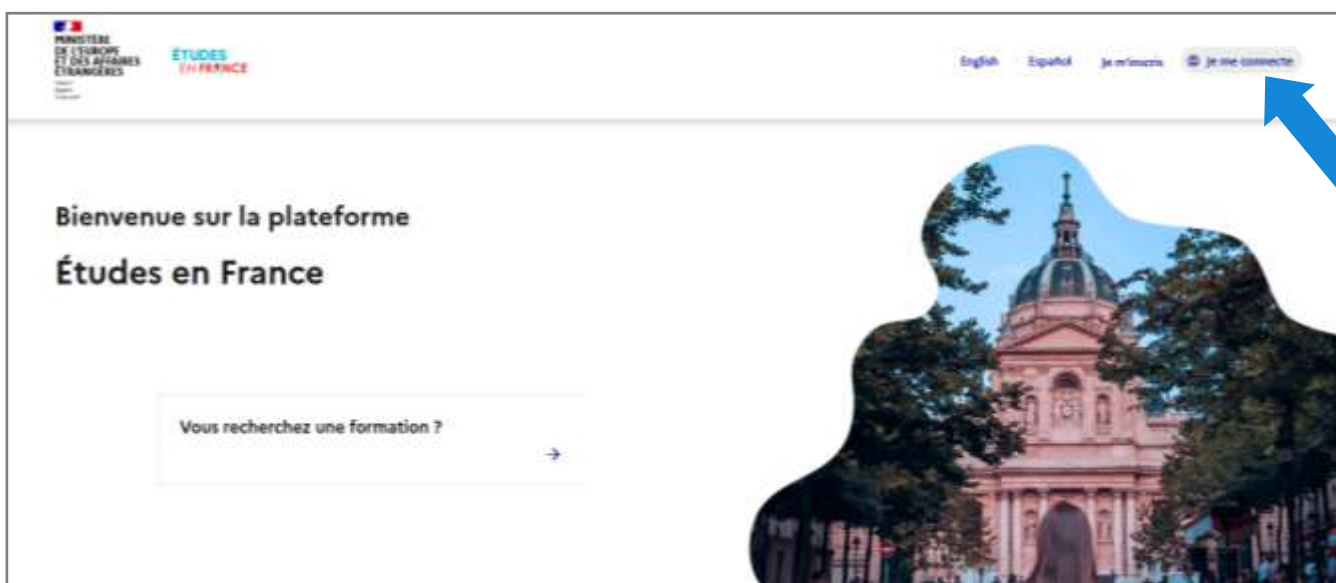 MINISTÈRE
DE L'EUROPE
ET DES AFFAIRES
ÉTRANGÈRES
ÉTUDES
EN FRANCE
English Español Je m'inscris Je me connecte
Bienvenue sur la plateforme
Études en France
Vous recherchez une formation ?